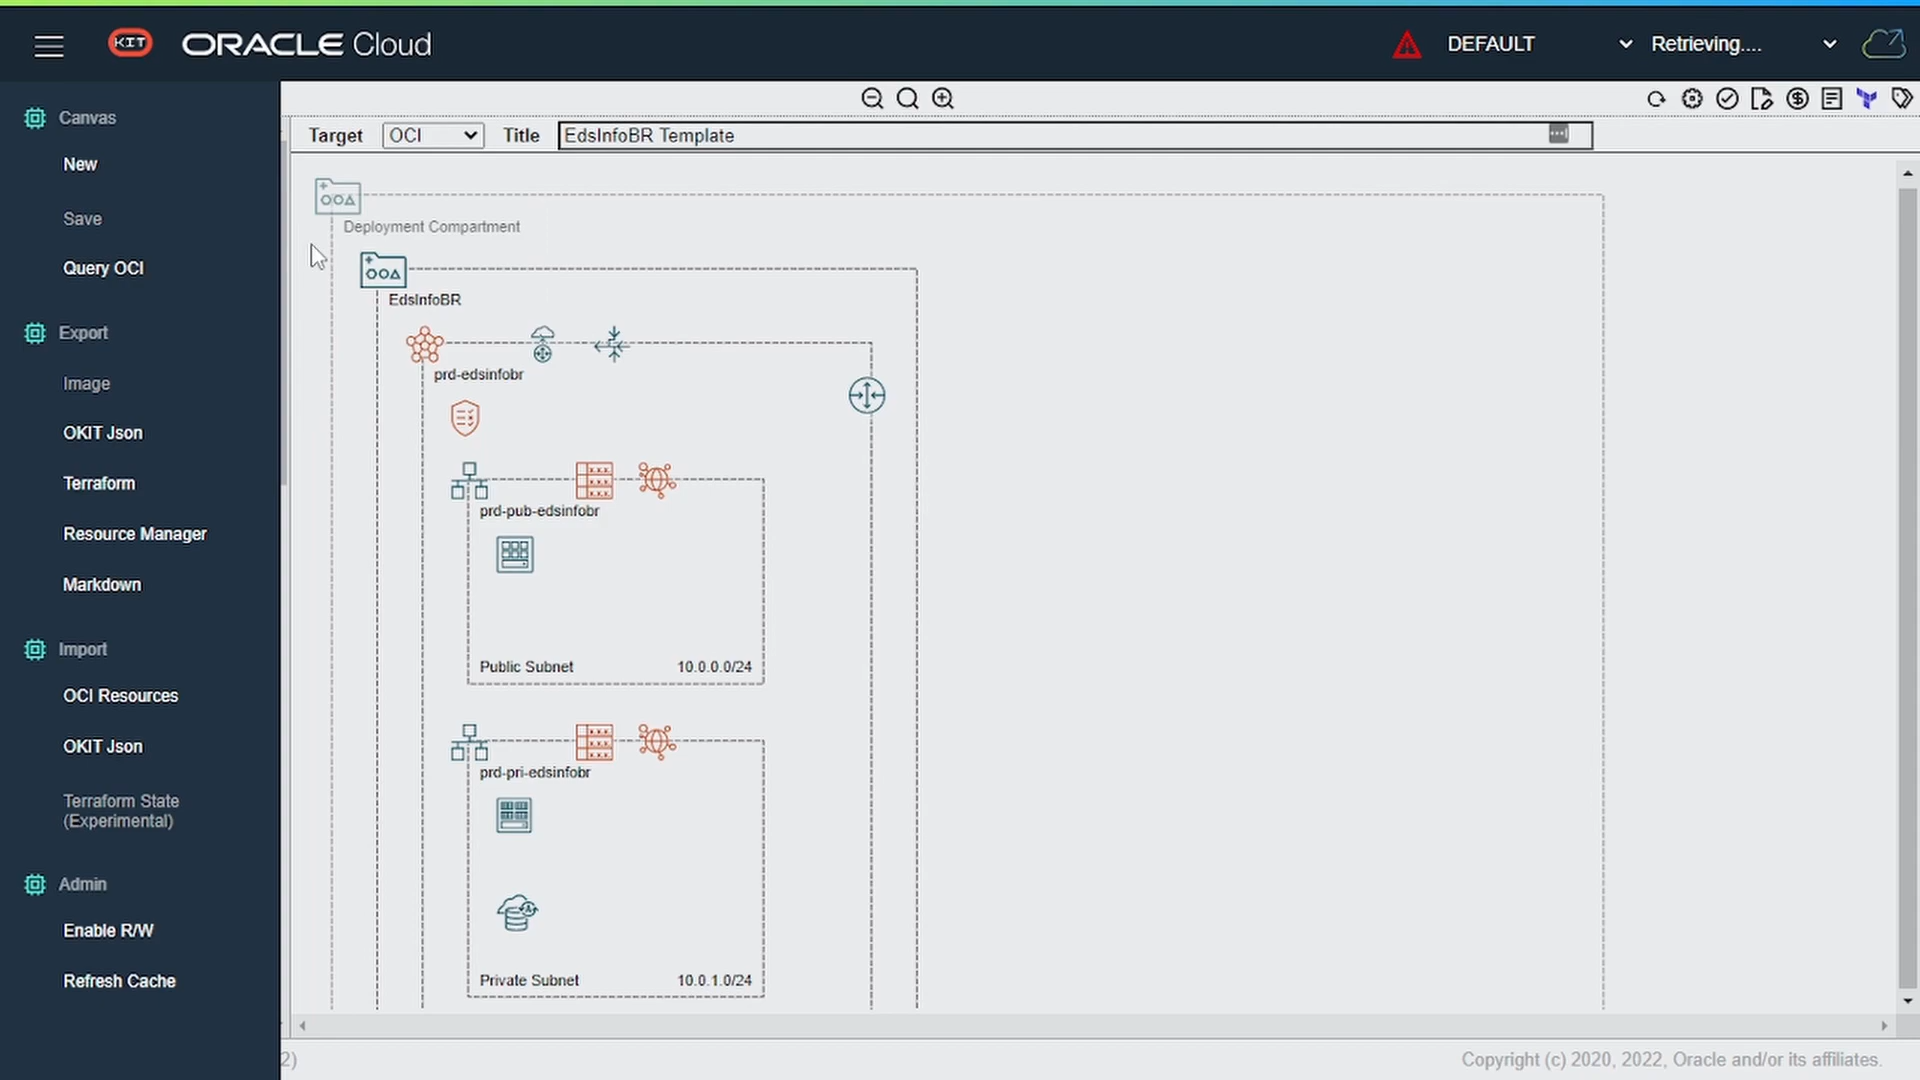 KIT ORACLE Cloud
DEFAULT
Retrieving....
Canvas
New
Save
Query OCI
Export
Image
OKIT Json
Terraform
Resource Manager
Markdown
Import
OCI Resources
OKIT Json
Terraform State
(Experimental)
Admin
Enable R/W
Refresh Cache
Target OCI Title EdsInfoBR Template
Deployment Compartment
EdsInfoBR
prd-edsinfobr
prd-pub-edsinfobr
Public Subnet 10.0.0.0/24
prd-pri-edsinfobr
Private Subnet 10.0.1.0/24
2)
Copyright (c) 2020, 2022, Oracle and/or its affiliates.